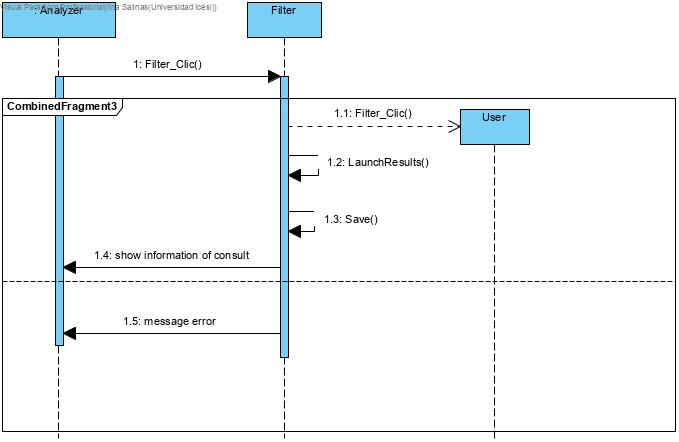 Visual Paradigm Professional(lina Salinas(Universidad Icesi))
Analyzer
Filter
1: Filter_Clic()
CombinedFragment3
1.1: Filter_Clic()
User
1.2: LaunchResults()
1.3: Save()
1.4: show information of consult
1.5: message error